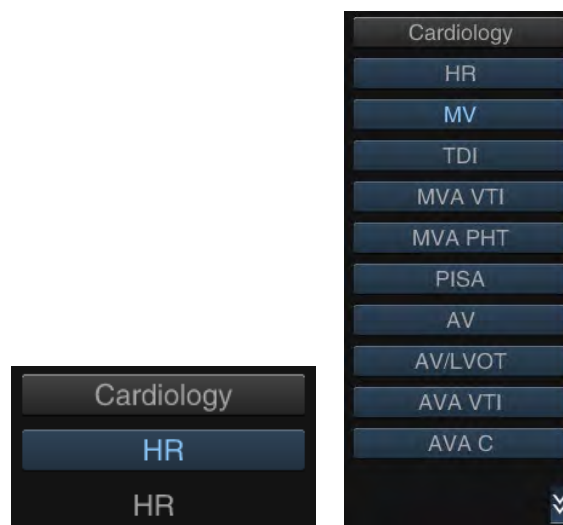 Cardiology
HR
HR
Cardiology
HR
MV
TDI
MVA VTI
MVA PHT
PISA
AV
AV/LVOT
AVA VTI
AVA C